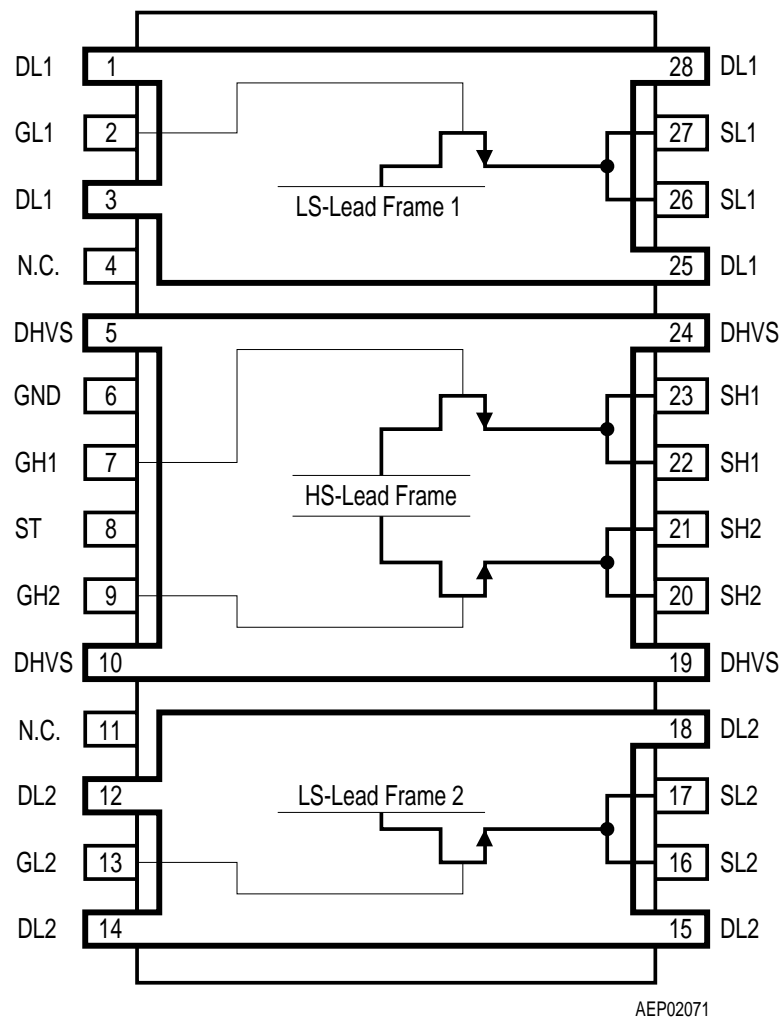 DL1 1 28 DL1
GL1 2 27 SL1
DL1 3 26 SL1
LS-Lead Frame 1
N.C. 4 25 DL1
DHVS 5 24 DHVS
GND 6 23 SH1
GH1 7 22 SH1
HS-Lead Frame
ST 8 21 SH2
GH2 9 20 SH2
DHVS 10 19 DHVS
N.C. 11 18 DL2
DL2 12 17 SL2
LS-Lead Frame 2
GL2 13 16 SL2
DL2 14 15 DL2
AEP02071